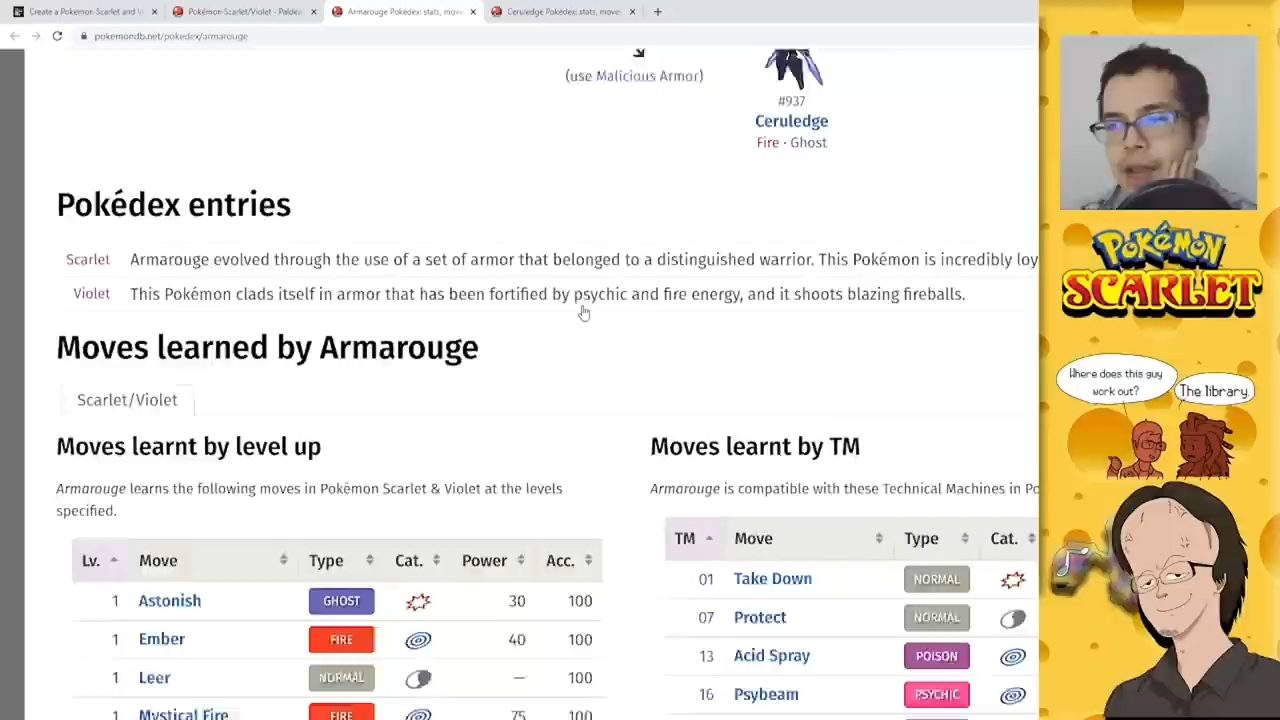 Create a Pokemon Scarlet and V
Pokémon Scarlet/Violet - Paldea
Armarouge Pokédex: stats, move
Ceruledge Pokédex: stats, moves
pokemondb.net/pokedex/armarouge
(use Malicious Armor)
#937
Ceruledge
Fire · Ghost
Pokédex entries
Scarlet Armarouge evolved through the use of a set of armor that belonged to a distinguished warrior. This Pokémon is incredibly loy
Violet This Pokémon clads itself in armor that has been fortified by psychic and fire energy, and it shoots blazing fireballs.
Moves learned by Armarouge
Scarlet/Violet
Moves learnt by level up
Armarouge learns the following moves in Pokémon Scarlet & Violet at the levels
specified.
Lv. Move Type Cat. Power Acc.
1 Astonish GHOST 30 100
1 Ember FIRE 40 100
1 Leer NORMAL — 100
1 Mystical Fire FIRE 75 100
Moves learnt by TM
Armarouge is compatible with these Technical Machines in Po
TM Move Type Cat.
01 Take Down NORMAL
07 Protect NORMAL
13 Acid Spray POISON
16 Psybeam PSYCHIC
POKÉMON
SCARLET
Where does this guy
work out?
The library.